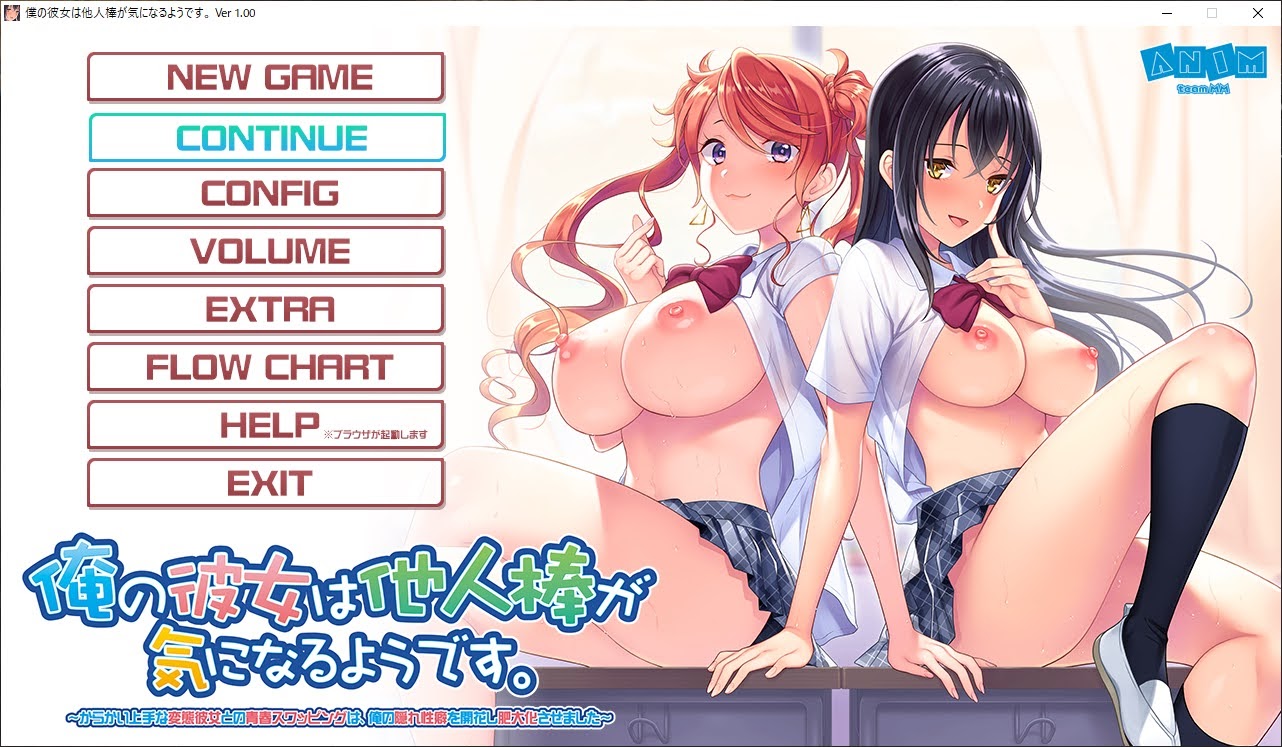 僕の彼女は他人棒が気になるようです。 Ver 1.00
NEW GAME
CONTINUE
CONFIG
VOLUME
EXTRA
FLOW CHART
HELP ※ブラウザが起動します
EXIT
ANIM
team.MM
俺の彼女は他人棒が
気になるようです。
~からかい上手な変態彼女との青春スワッピングは、俺の隠れ性癖を開花し肥大化させました~